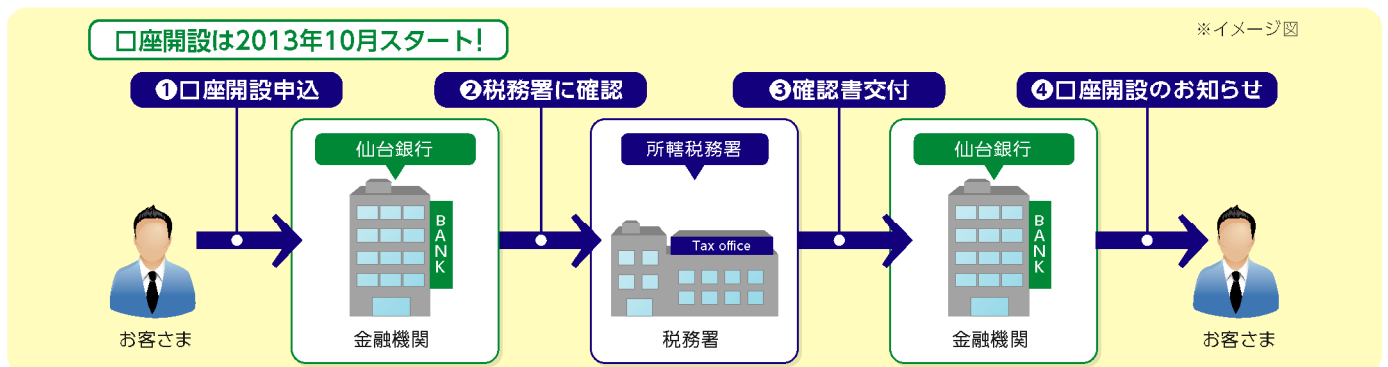 口座開設は2013年10月スタート!
※イメージ図
❶口座開設申込
❷税務署に確認
❸確認書交付
❹口座開設のお知らせ
仙台銀行
所轄税務署
仙台銀行
BANK
Tax office
BANK
お客さま
金融機関
税務署
金融機関
お客さま